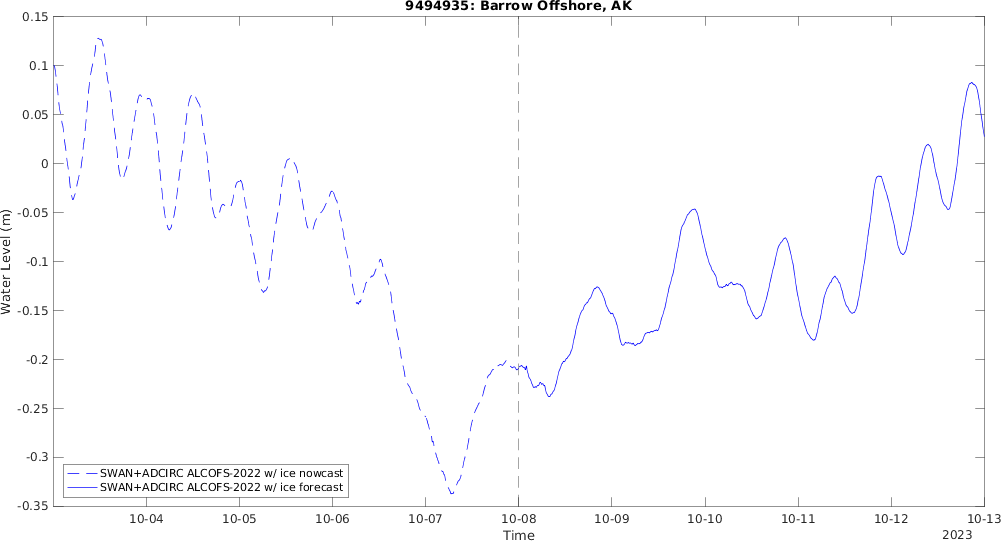 9494935: Barrow Offshore, AK
0.15
0.1
0.05
0
-0.05
-0.1
-0.15
-0.2
-0.25
-0.3
-0.35
Water Level (m)
SWAN+ADCIRC ALCOFS-2022 w/ ice nowcast
SWAN+ADCIRC ALCOFS-2022 w/ ice forecast
10-04 10-05 10-06 10-07 10-08 10-09 10-10 10-11 10-12 10-13
Time
2023